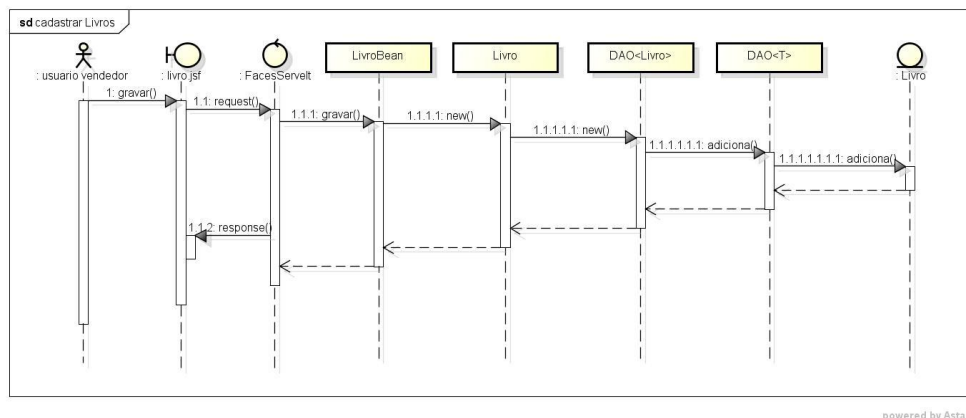 sd cadastrar Livros
: usuario vendedor
: livro.jsf
: FacesServelt
LivroBean
Livro
DAO<Livro>
DAO<T>
: Livro
1: gravar()
1.1: request()
1.1.1: gravar()
1.1.1.1: new()
1.1.1.1.1: new()
1.1.1.1.1.1: adiciona()
1.1.1.1.1.1.1: adiciona()
1.1.2: response()
powered by Asta